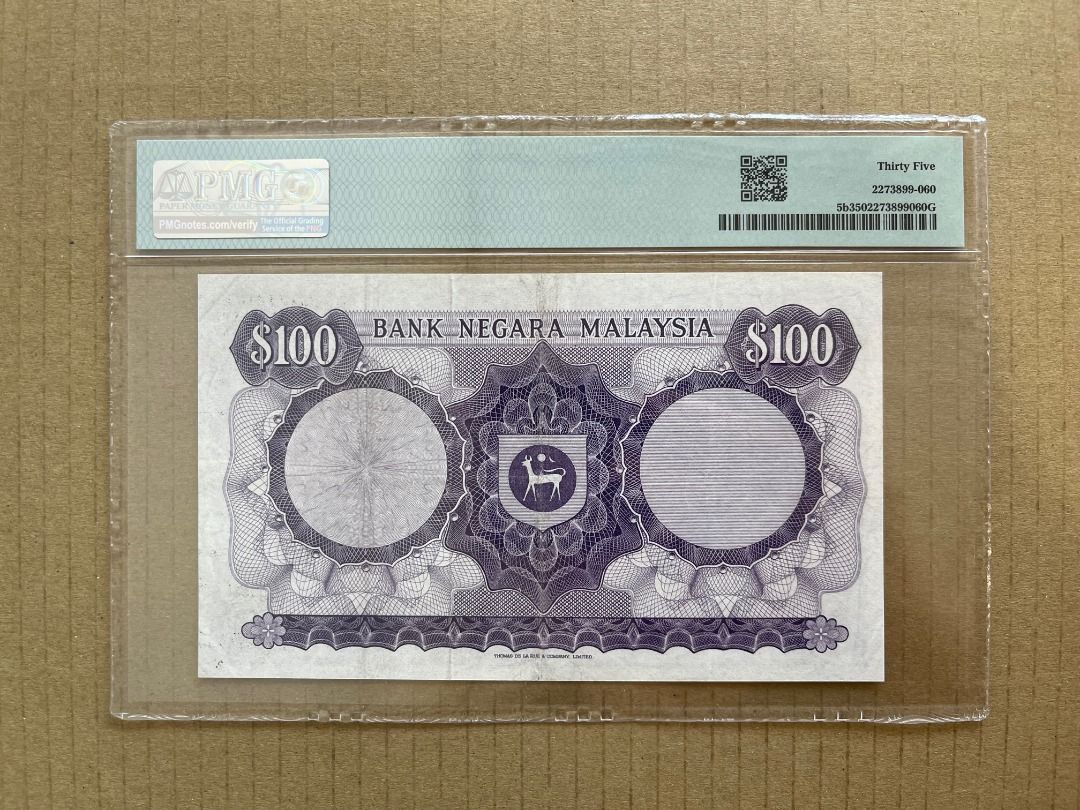 PMG
PAPER MONEY GUARANTY
PMGnotes.com/verify
The Official Grading
Service of the PNG
Thirty Five
2273899-060
5b3502273899060G
$100
BANK NEGARA MALAYSIA
$100
THOMAS DE LA RUE & COMPANY, LIMITED.